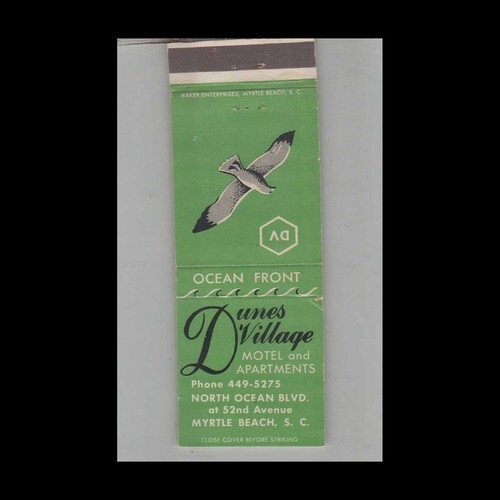 BAKER ENTERPRISES, MYRTLE BEACH, S. C.
DV
OCEAN FRONT
Dunes
Village
MOTEL and
APARTMENTS
Phone 449-5275
NORTH OCEAN BLVD.
at 52nd Avenue
MYRTLE BEACH, S. C.
CLOSE COVER BEFORE STRIKING